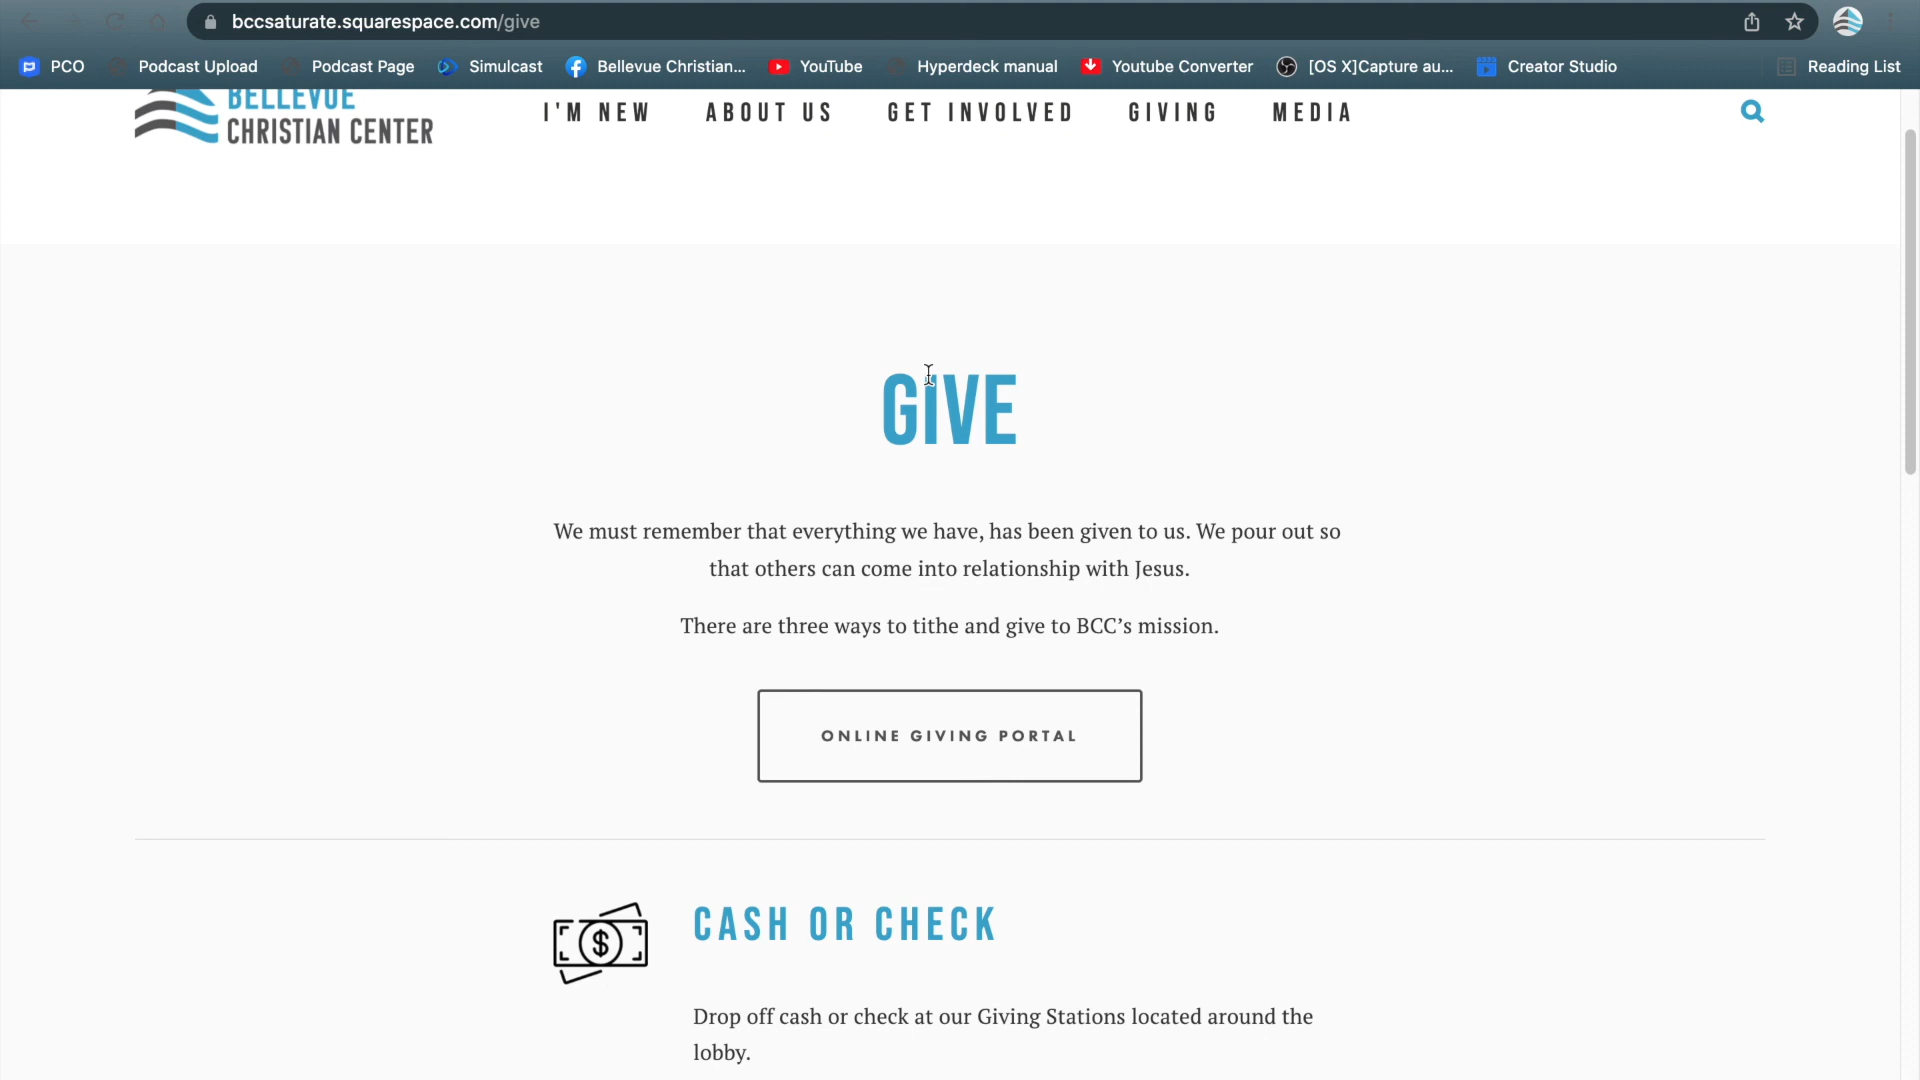 bccsaturate.squarespace.com/give
PCO Podcast Upload Podcast Page Simulcast Bellevue Christian... YouTube Hyperdeck manual Youtube Converter [OS X]Capture au... Creator Studio Reading List
BELLEVUE
CHRISTIAN CENTER
I'M NEW ABOUT US GET INVOLVED GIVING MEDIA
GIVE
We must remember that everything we have, has been given to us. We pour out so
that others can come into relationship with Jesus.
There are three ways to tithe and give to BCC’s mission.
ONLINE GIVING PORTAL
$
CASH OR CHECK
Drop off cash or check at our Giving Stations located around the
lobby.